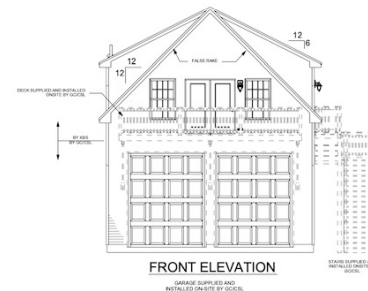 12
6
FALSE RAKE
12
12
DECK SUPPLIED AND INSTALLED
ONSITE BY GC/CSL
BY ABS
BY GC/CSL
STAIRS SUPPLIED
INSTALLED ONSITE
GC/CSL
FRONT ELEVATION
GARAGE SUPPLIED AND
INSTALLED ON-SITE BY GC/CSL